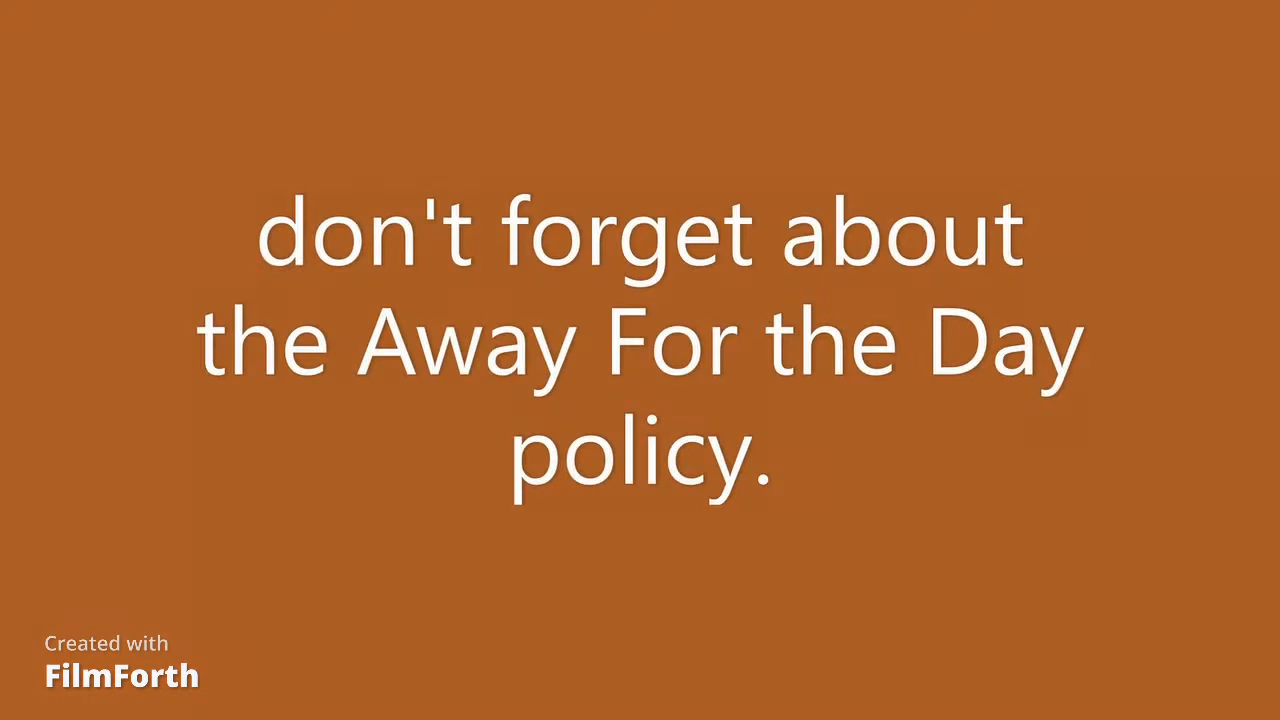 don't forget about
the Away For the Day
policy.
Created with
FilmForth